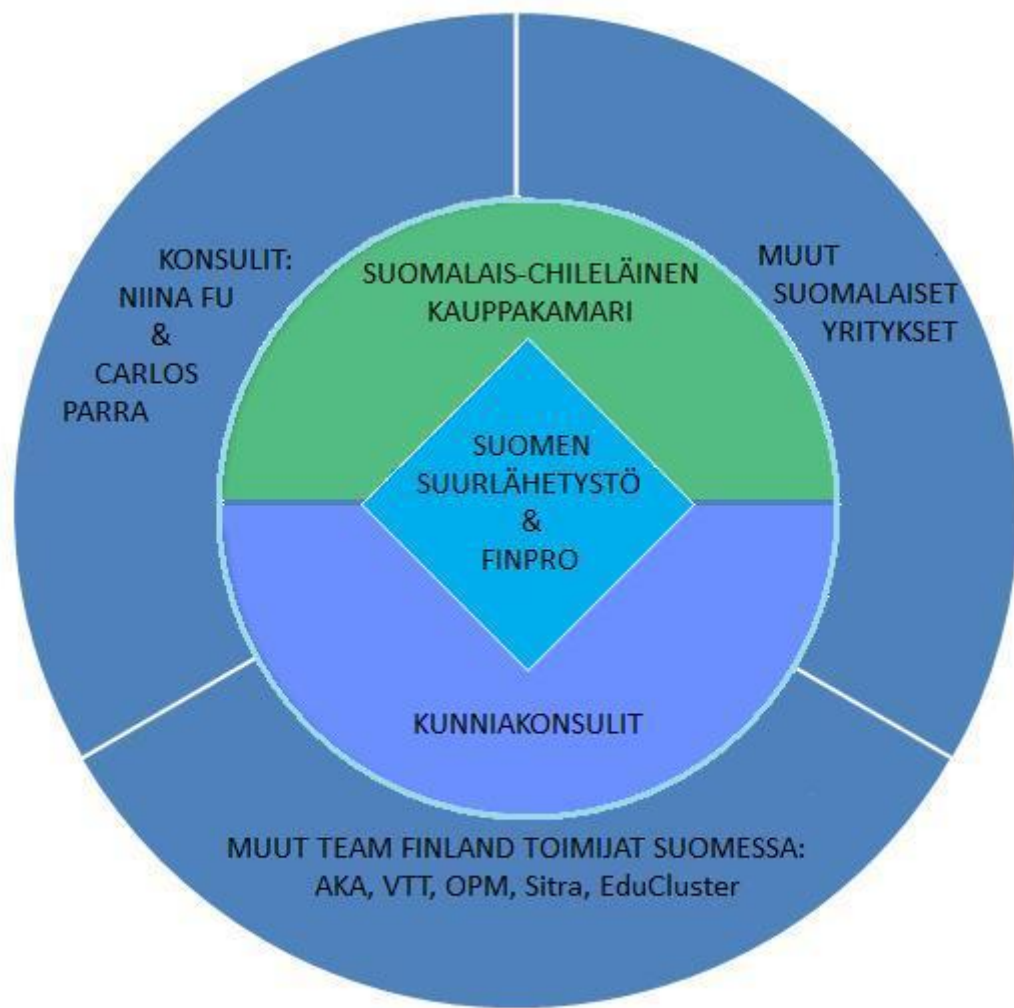 KONSULIT:
NIINA FU
&
CARLOS
PARRA
SUOMALAIS-CHILELÄINEN
KAUPPAKAMARI
MUUT
SUOMALAISET
YRITYKSET
SUOMEN
SUURLÄHETYSTÖ
&
FINPRO
KUNNIAKONSULIT
MUUT TEAM FINLAND TOIMIJAT SUOMESSA:
AKA, VTT, OPM, Sitra, EduCluster